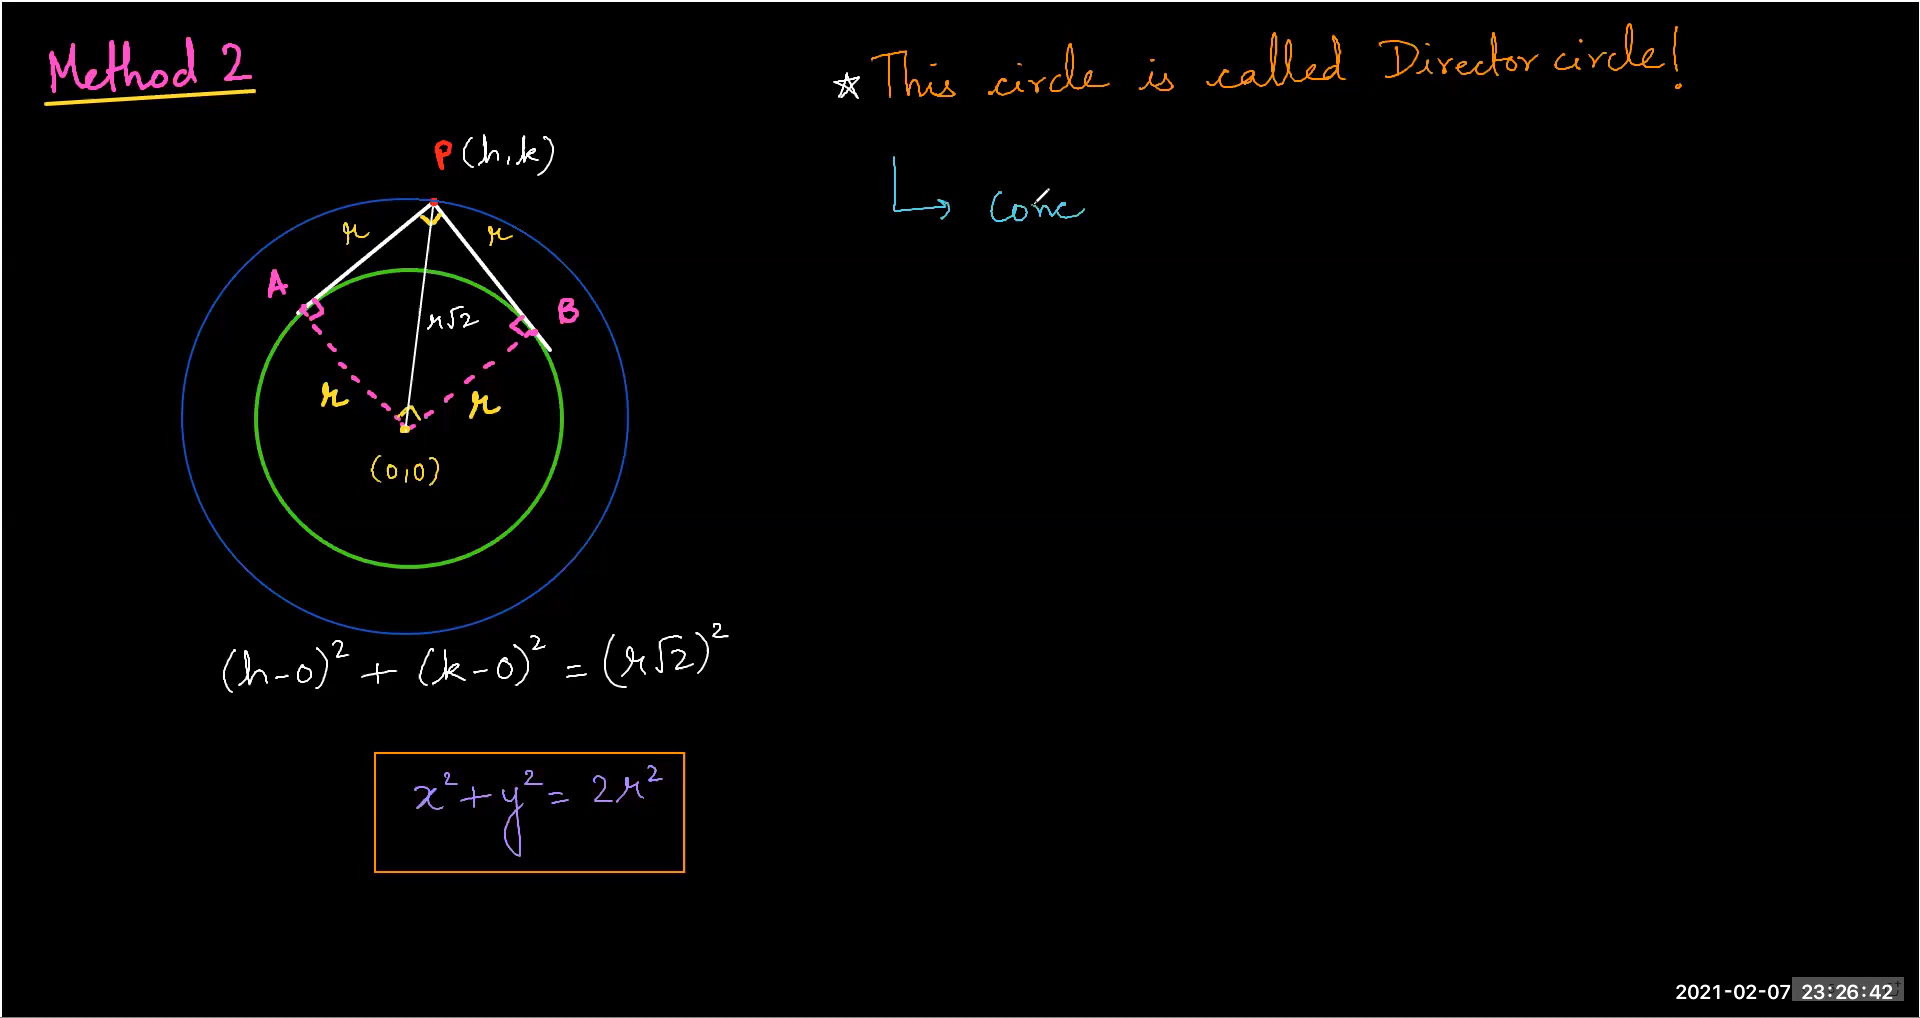 Method 2
★ This circle is called Director circle!
P (h,k)
↳ Conc
r
r
A
B
r√2
r
r
(0,0)
(h-0)² + (k-0)² = (r√2)²
x² + y² = 2r²
2021-02-07 23:26:42